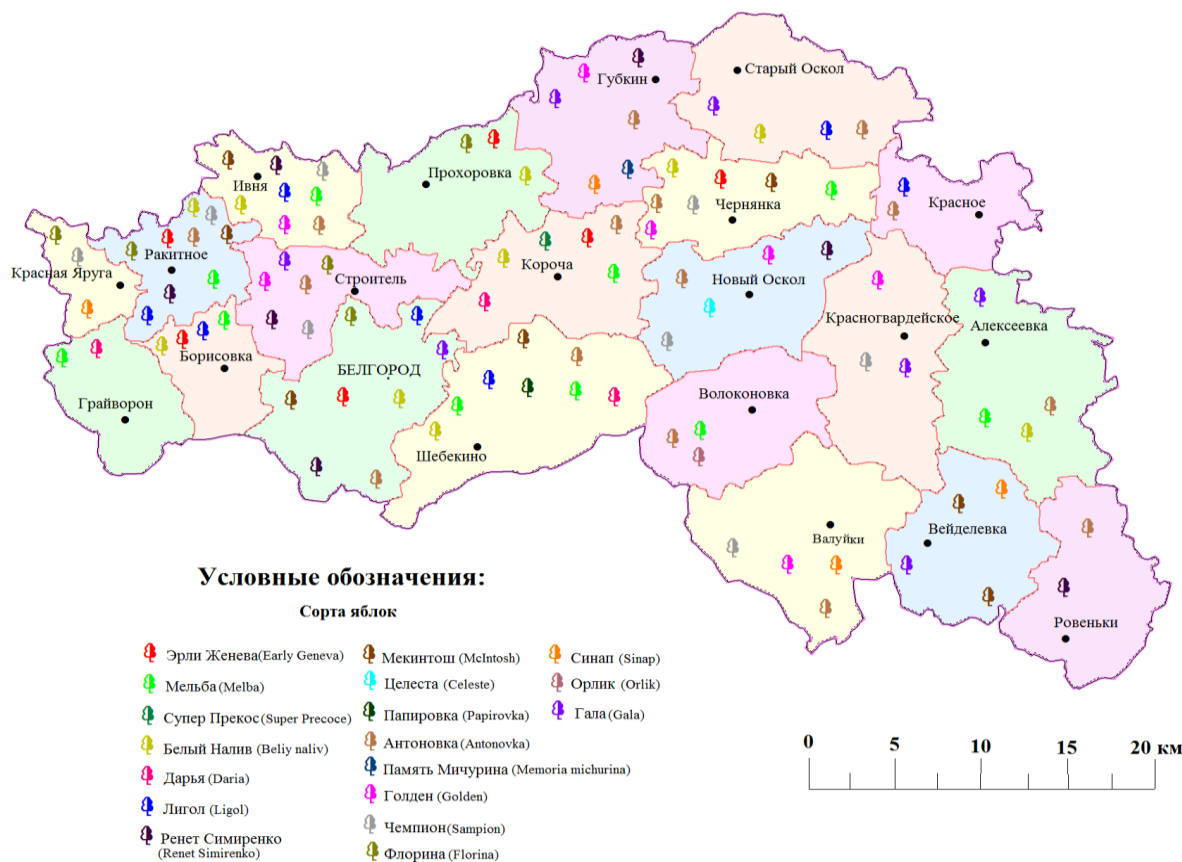 Старый Оскол
Губкин
Прохоровка
Ивня
Чернянка
Красное
Ракитное
Красная Яруга
Строитель
Короча
Новый Оскол
Красногвардейское
Алексеевка
Борисовка
БЕЛГОРОД
Грайворон
Шебекино
Волоконовка
Валуйки
Вейделевка
Ровеньки
Условные обозначения:
Сорта яблок
Эрли Женева (Early Geneva)
Мельба (Melba)
Супер Прекос (Super Precoce)
Белый Налив (Beliy naliv)
Дарья (Daria)
Лигол (Ligol)
Ренет Симиренко
(Renet Simirenko)
Мекинтош (McIntosh)
Целеста (Celeste)
Папировка (Papirovka)
Антоновка (Antonovka)
Память Мичурина (Memoria michurina)
Голден (Golden)
Чемпион (Sampion)
Флорина (Florina)
Синап (Sinap)
Орлик (Orlik)
Гала (Gala)
0 5 10 15 20 км